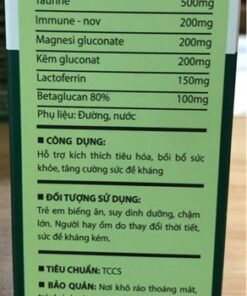 Taurine 500mg
Immune - nov 200mg
Magnesi gluconate 200mg
Kẽm gluconat 200mg
Lactoferrin 150mg
Betaglucan 80% 100mg
Phụ liệu: Đường, nước
CÔNG DỤNG:
Hỗ trợ kích thích tiêu hóa, bồi bổ sức
khỏe, tăng cường sức đề kháng
ĐỐI TƯỢNG SỬ DỤNG:
Trẻ em biếng ăn, suy dinh dưỡng, chậm
lớn. Người hay ốm do thay đổi thời tiết,
sức đề kháng kém.
TIÊU CHUẨN: TCCS
BẢO QUẢN: Nơi khô ráo thoáng mát,